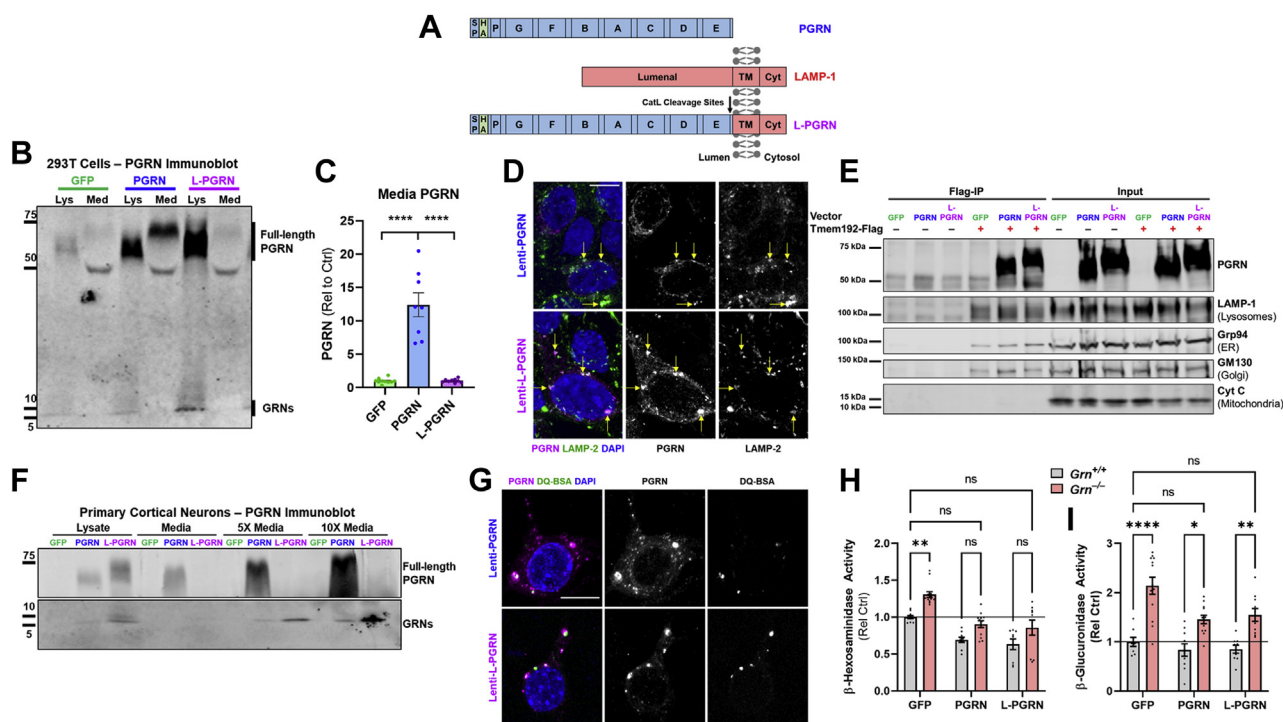 A
SP HA P G F B A C D E
PGRN
Lumenal TM Cyt
LAMP-1
CatL Cleavage Sites
SP HA P G F B A C D E TM Cyt
L-PGRN
Lumen Cytosol
B
293T Cells – PGRN Immunoblot
GFP PGRN L-PGRN
Lys Med Lys Med Lys Med
75
50
10
5
Full-length
PGRN
GRNs
C
Media PGRN
**** ****
PGRN (Rel to Ctrl)
25
20
15
10
5
0
GFP PGRN L-PGRN
D
Lenti-PGRN
Lenti-L-PGRN
PGRN LAMP-2 DAPI PGRN LAMP-2
E
Flag-IP Input
Vector GFP PGRN L-PGRN GFP PGRN L-PGRN GFP PGRN L-PGRN GFP PGRN L-PGRN
Tmem192-Flag – – – + + + – – – + + +
75 kDa
50 kDa
PGRN
100 kDa
LAMP-1
(Lysosomes)
100 kDa
Grp94
(ER)
150 kDa
GM130
(Golgi)
15 kDa
10 kDa
Cyt C
(Mitochondria)
F
Primary Cortical Neurons – PGRN Immunoblot
Lysate Media 5X Media 10X Media
GFP PGRN L-PGRN GFP PGRN L-PGRN GFP PGRN L-PGRN GFP PGRN L-PGRN
75
Full-length
PGRN
10
5
GRNs
G
PGRN DQ-BSA DAPI PGRN DQ-BSA
Lenti-PGRN
Lenti-L-PGRN
H
ns
ns
** ns ns
β-Hexosaminidase Activity
(Rel Ctrl)
2.0
1.5
1.0
0.5
0.0
GFP PGRN L-PGRN
Grn+/+
Grn–/–
I
ns
ns
**** * **
β-Glucuronidase Activity
(Rel Ctrl)
3
2
1
0
GFP PGRN L-PGRN